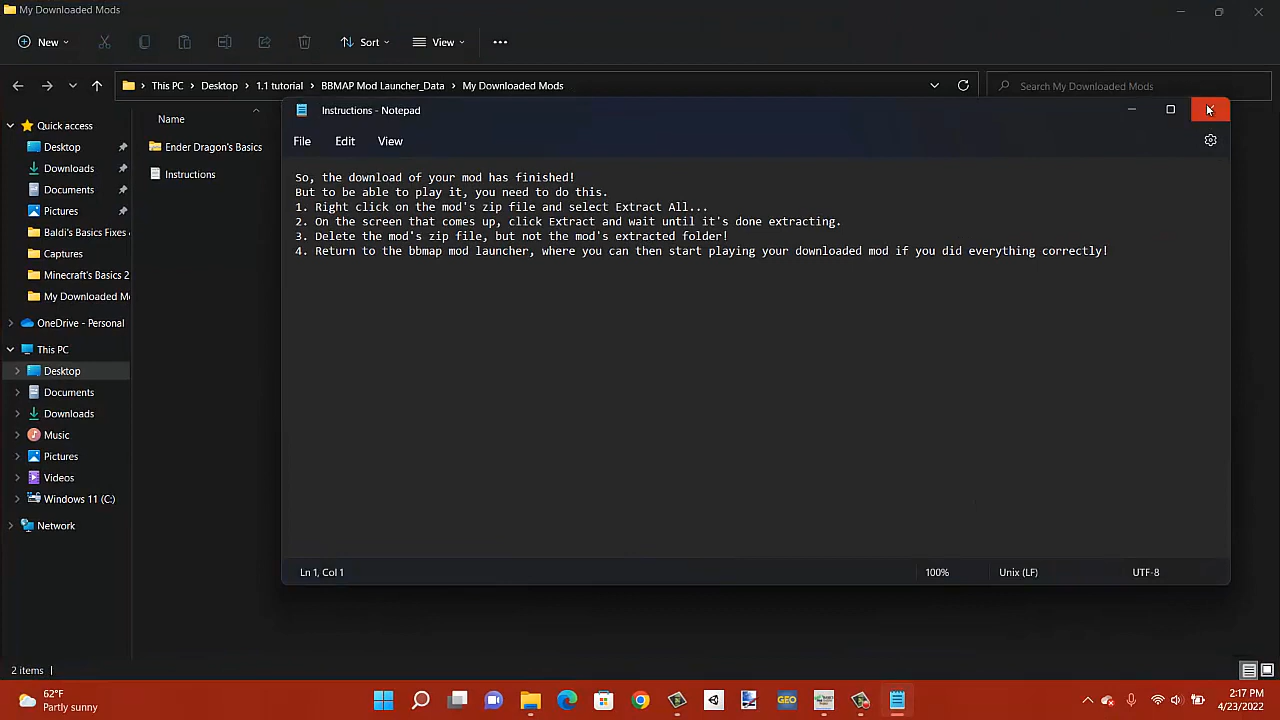 My Downloaded Mods
New
Sort
View
This PC > Desktop > 1.1 tutorial > BBMAP Mod Launcher_Data > My Downloaded Mods
Search My Downloaded Mods
Instructions - Notepad
File Edit View
Quick access
Desktop
Downloads
Documents
Pictures
Baldi's Basics Fixes &
Captures
Minecraft's Basics 2
My Downloaded Mo
OneDrive - Personal
This PC
Desktop
Documents
Downloads
Music
Pictures
Videos
Windows 11 (C:)
Network
Name
Ender Dragon's Basics
Instructions
So, the download of your mod has finished!
But to be able to play it, you need to do this.
1. Right click on the mod's zip file and select Extract All...
2. On the screen that comes up, click Extract and wait until it's done extracting.
3. Delete the mod's zip file, but not the mod's extracted folder!
4. Return to the bbmap mod launcher, where you can then start playing your downloaded mod if you did everything correctly!
Ln 1, Col 1
100%
Unix (LF)
UTF-8
2 items
62°F
Partly sunny
GEO
2:17 PM
4/23/2022